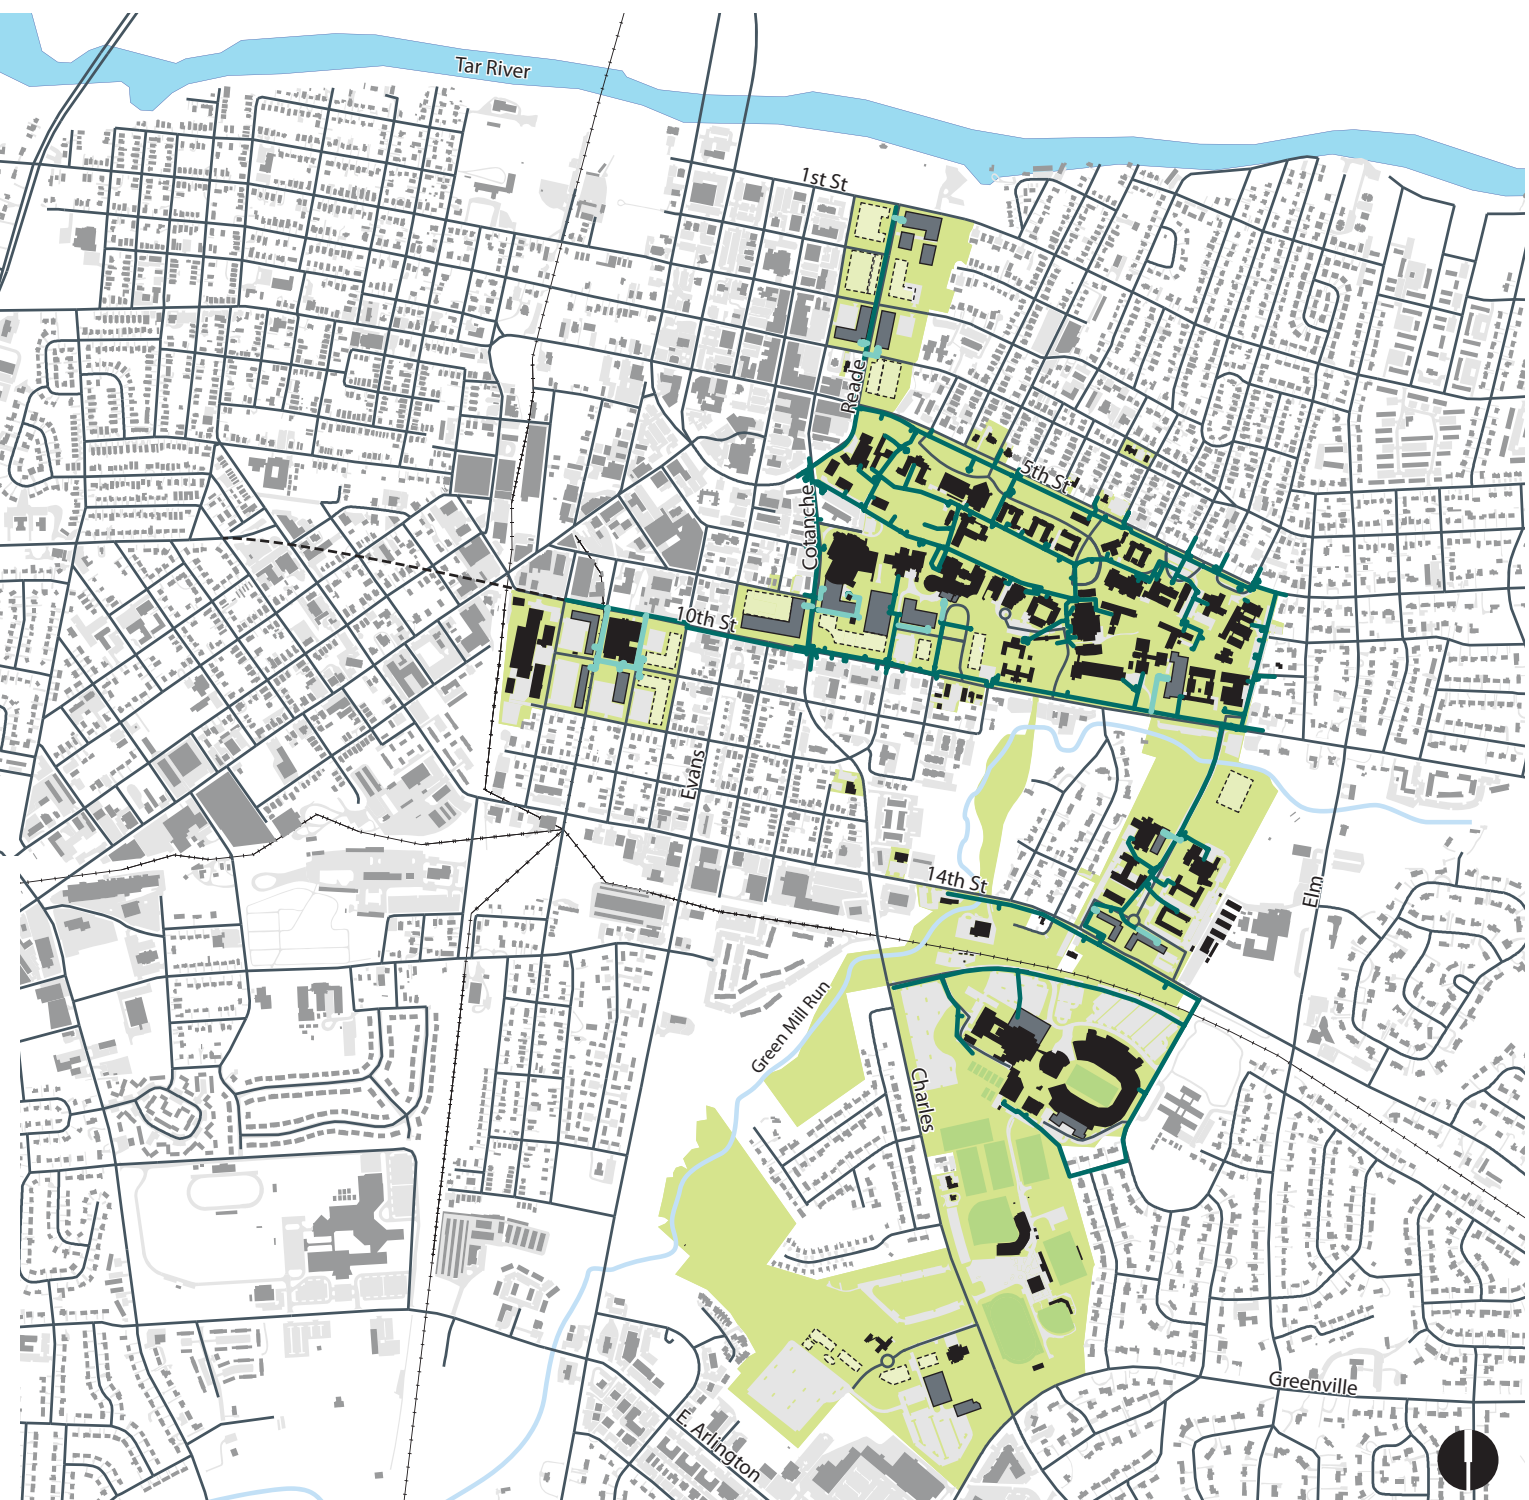 Tar River
1st St
Reade
5th St
Cotanche
10th St
Evans
14th St
Elm
Green Mill Run
Charles
Greenville
E. Arlington